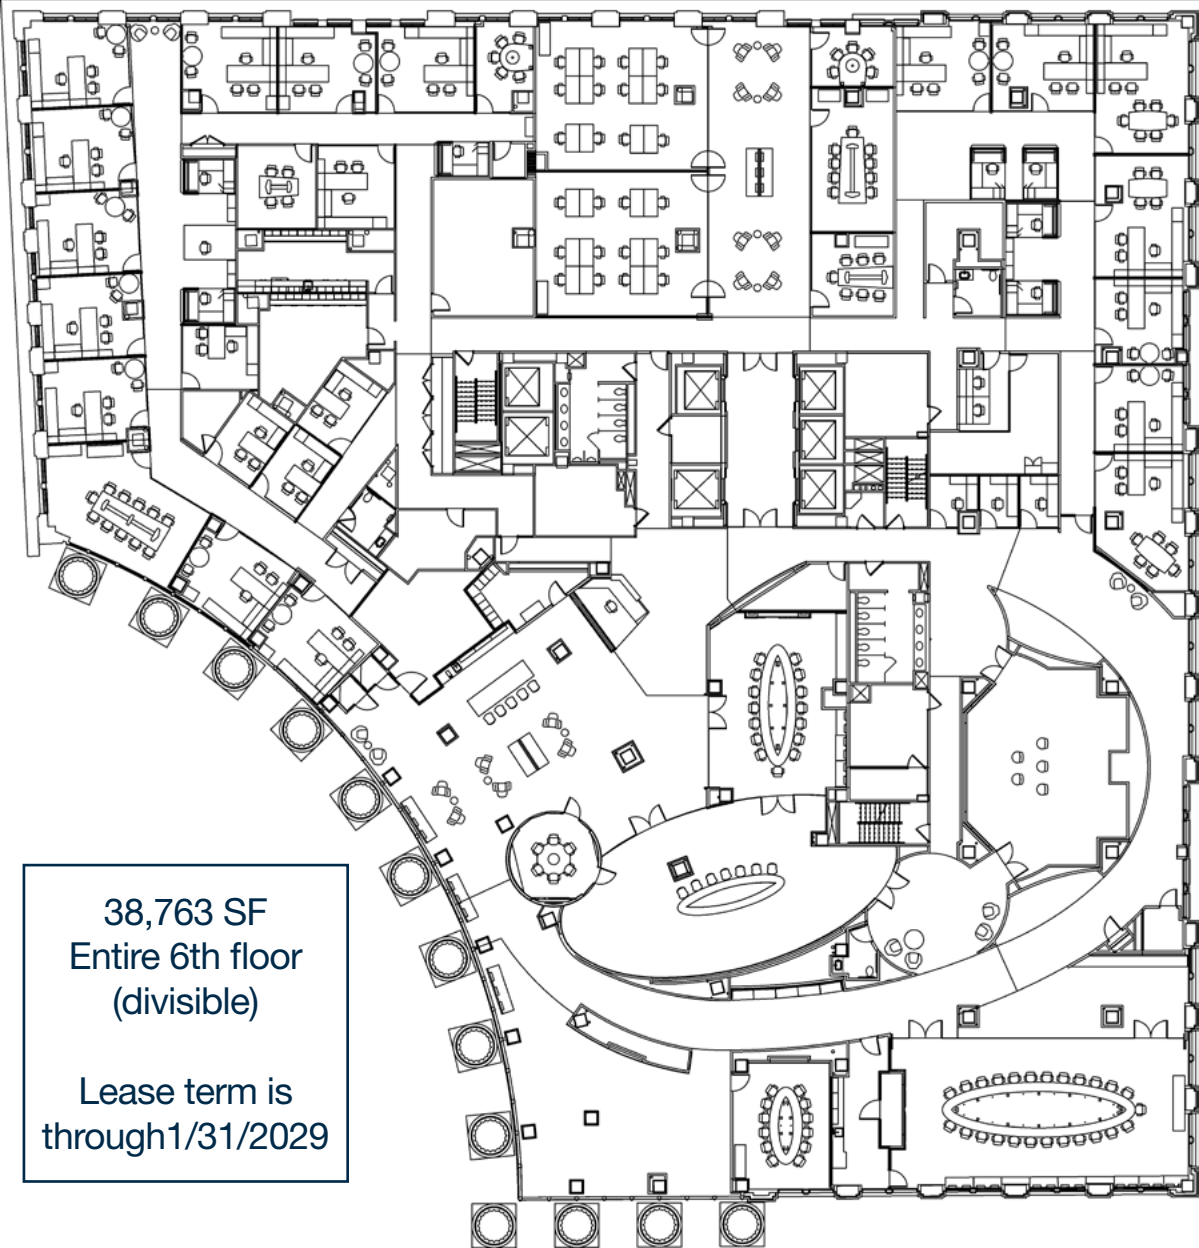 38,763 SF
Entire 6th floor
(divisible)
Lease term is
through1/31/2029